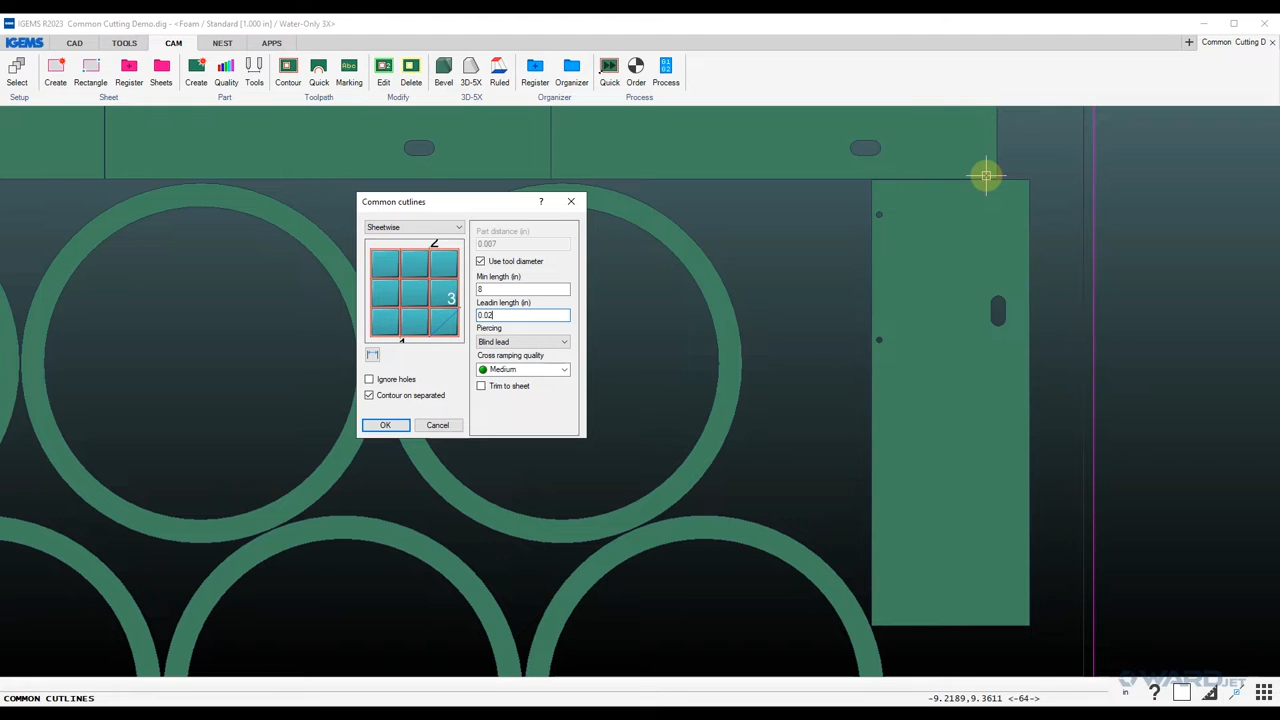 IGEMS R2023 Common Cutting Demo.dig - <Foam / Standard [1.000 in] / Water-Only 3X>
IGEMS CAD TOOLS CAM NEST APPS Common Cutting D
Select Create Rectangle Register Sheets Create Quality Tools Contour Quick Marking Edit Delete Bevel 3D-5X Ruled Register Organizer Quick Order Process
Setup Sheet Part Toolpath Modify 3D-5X Organizer Process
Common cutlines ?
Sheetwise
Part distance (in)
0.007
Use tool diameter
Min length (in)
8
Leadin length (in)
0.02
Piercing
Blind lead
Cross ramping quality
Medium
Trim to sheet
2
3
1
Ignore holes
Contour on separated
OK Cancel
WARDJET
COMMON CUTLINES
-9.2189,9.3611 <-64->
in ?